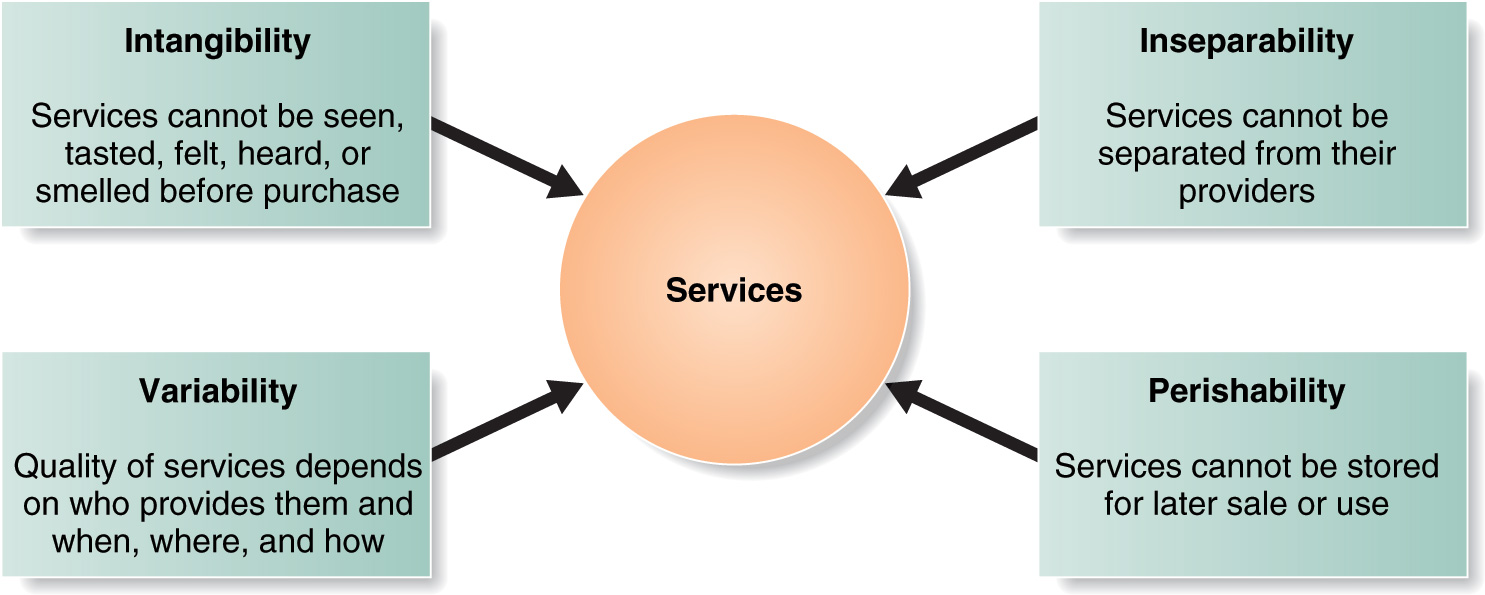 Intangibility
Services cannot be seen,
tasted, felt, heard, or
smelled before purchase
Inseparability
Services cannot be
separated from their
providers
Services
Variability
Quality of services depends
on who provides them and
when, where, and how
Perishability
Services cannot be stored
for later sale or use